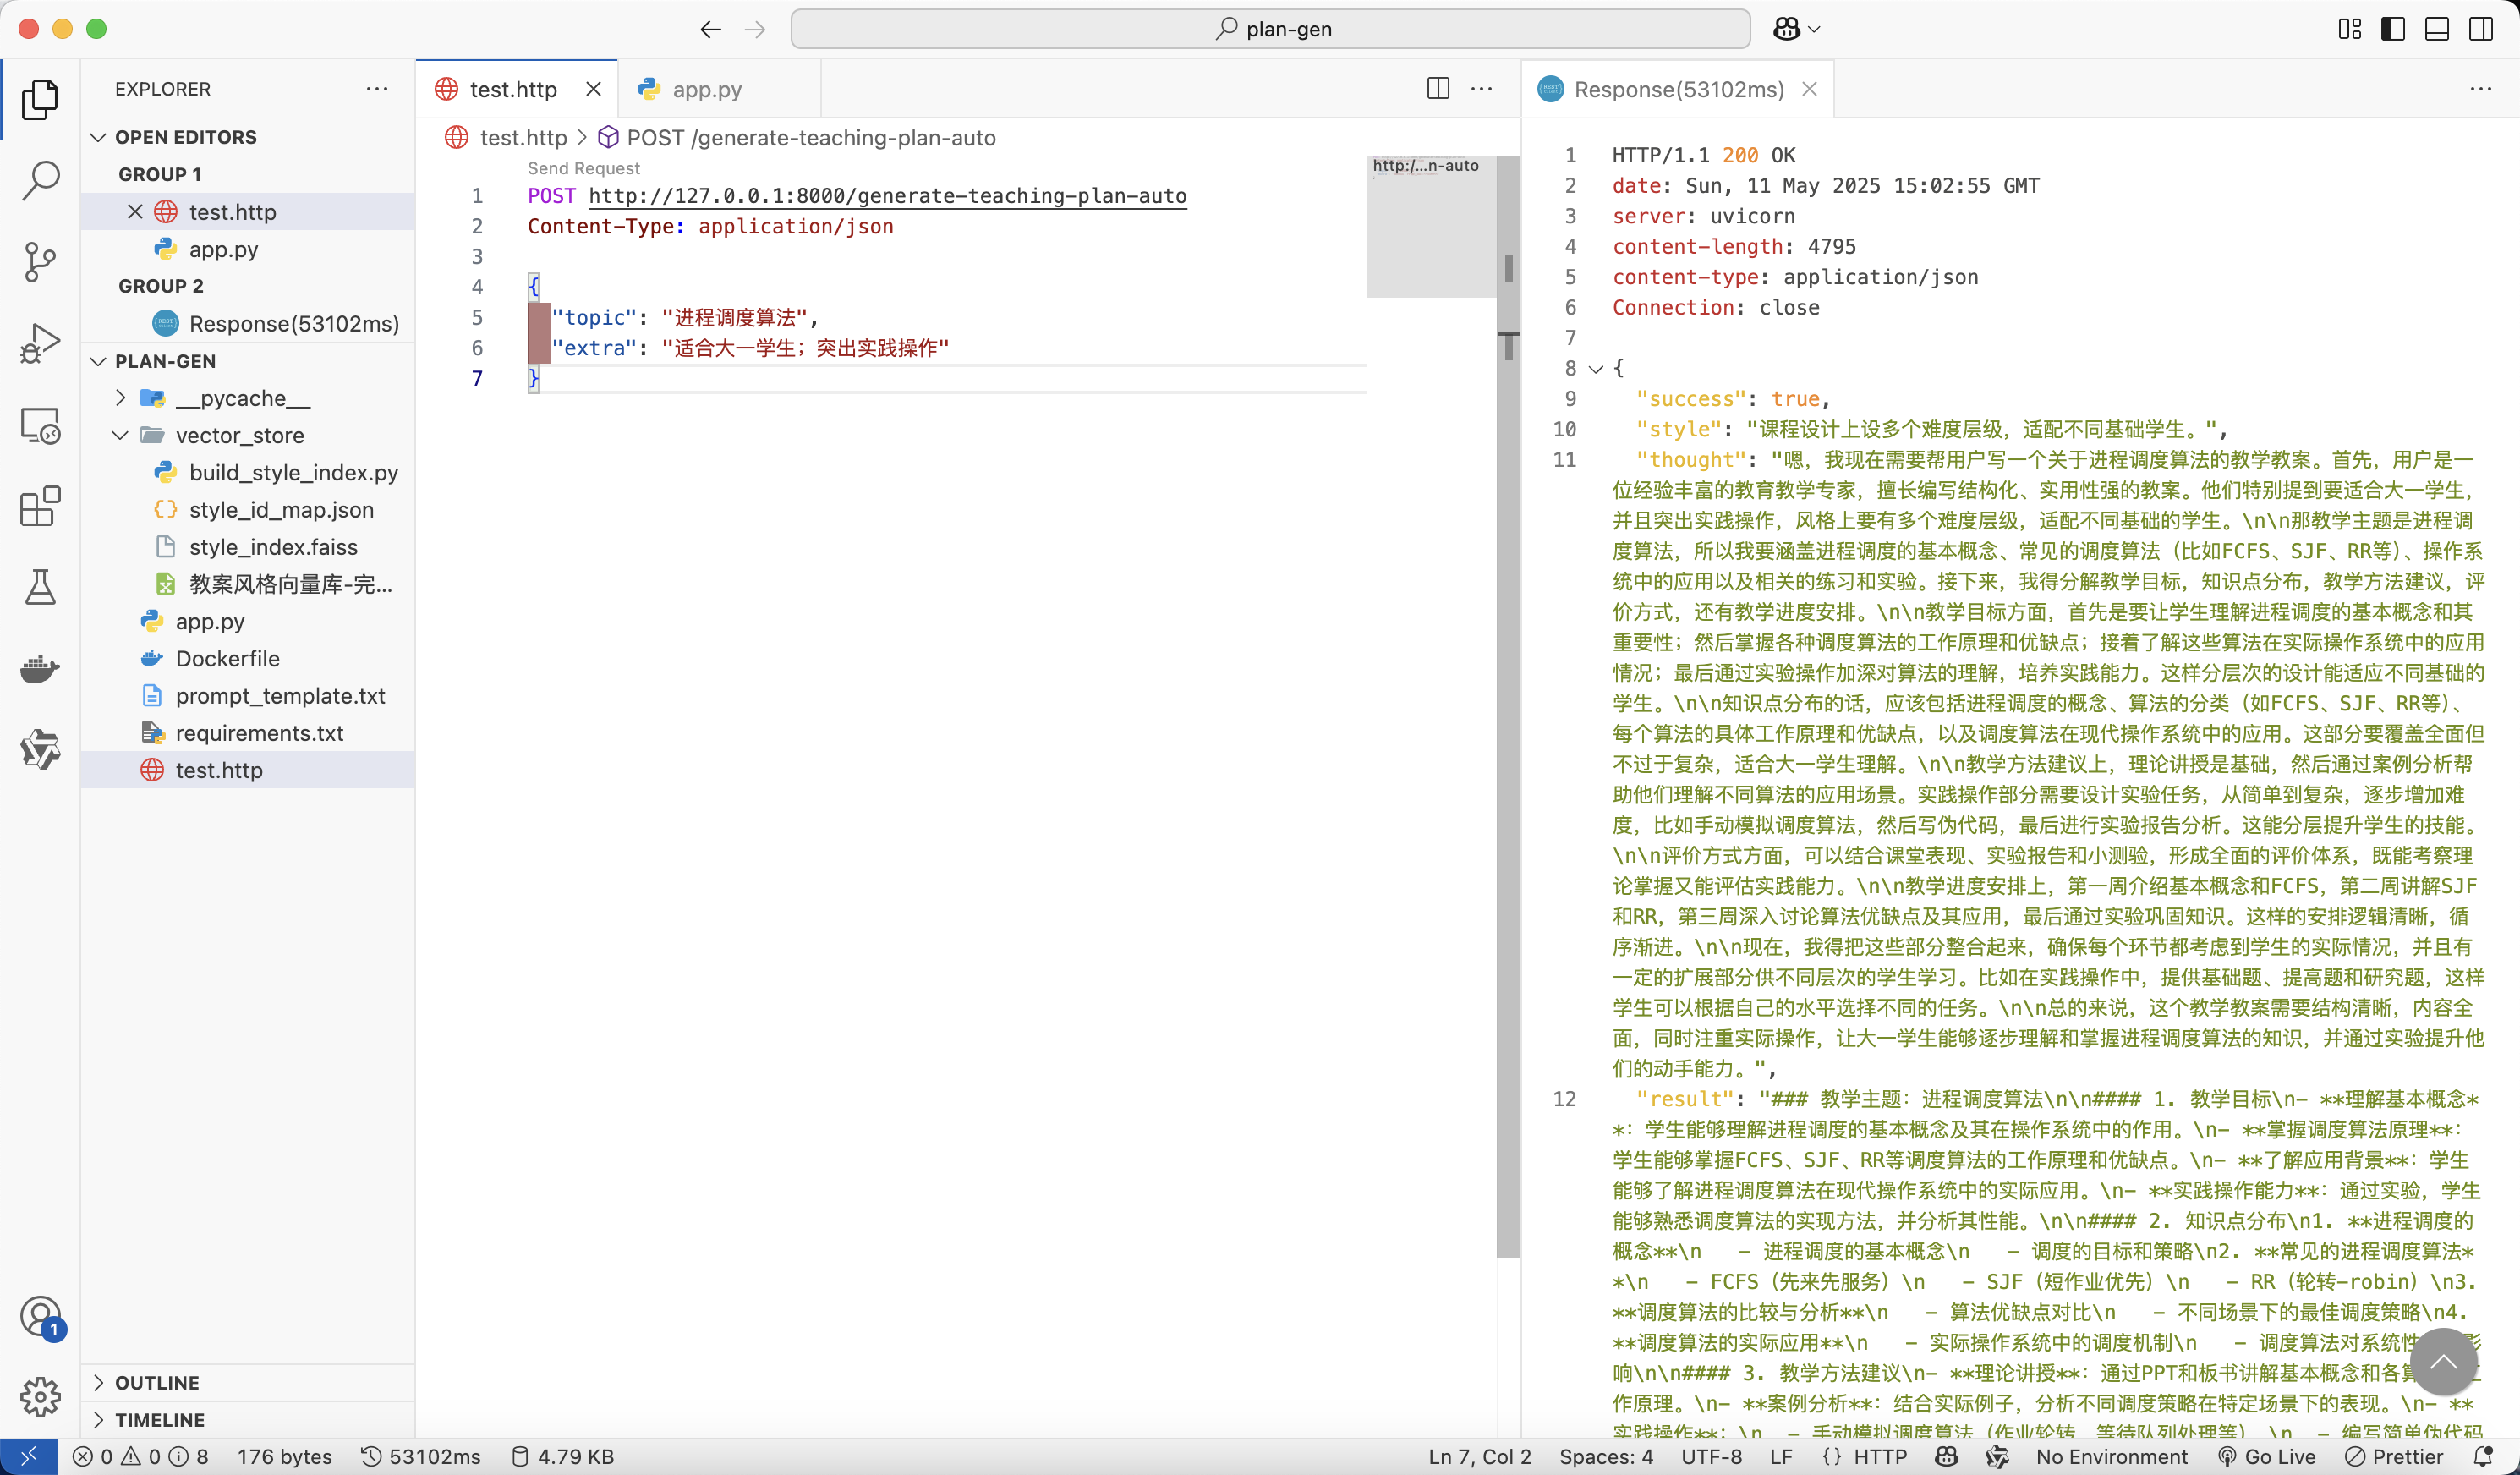 plan-gen
EXPLORER
OPEN EDITORS
GROUP 1
test.http
app.py
GROUP 2
Response(53102ms)
PLAN-GEN
__pycache__
vector_store
build_style_index.py
style_id_map.json
style_index.faiss
教案风格向量库-完...
app.py
Dockerfile
prompt_template.txt
requirements.txt
test.http
OUTLINE
TIMELINE
1
test.http
app.py
test.http > POST /generate-teaching-plan-auto
Send Request
1 POST http://127.0.0.1:8000/generate-teaching-plan-auto
2 Content-Type: application/json
3
4 {
5 "topic": "进程调度算法",
6 "extra": "适合大一学生；突出实践操作"
7 }
http:/...n-auto
Response(53102ms)
1 HTTP/1.1 200 OK
2 date: Sun, 11 May 2025 15:02:55 GMT
3 server: uvicorn
4 content-length: 4795
5 content-type: application/json
6 Connection: close
7
8 {
9 "success": true,
10 "style": "课程设计上设多个难度层级，适配不同基础学生。",
11 "thought": "嗯，我现在需要帮用户写一个关于进程调度算法的教学教案。首先，用户是一
位经验丰富的教育教学专家，擅长编写结构化、实用性强的教案。他们特别提到要适合大一学生，
并且突出实践操作，风格上要有多个难度层级，适配不同基础的学生。\n\n那教学主题是进程调
度算法，所以我要涵盖进程调度的基本概念、常见的调度算法（比如FCFS、SJF、RR等）、操作系
统中的应用以及相关的练习和实验。接下来，我得分解教学目标，知识点分布，教学方法建议，评
价方式，还有教学进度安排。\n\n教学目标方面，首先是要让学生理解进程调度的基本概念和其
重要性；然后掌握各种调度算法的工作原理和优缺点；接着了解这些算法在实际操作系统中的应用
情况；最后通过实验操作加深对算法的理解，培养实践能力。这样分层次的设计能适应不同基础的
学生。\n\n知识点分布的话，应该包括进程调度的概念、算法的分类（如FCFS、SJF、RR等）、
每个算法的具体工作原理和优缺点，以及调度算法在现代操作系统中的应用。这部分要覆盖全面但
不过于复杂，适合大一学生理解。\n\n教学方法建议上，理论讲授是基础，然后通过案例分析帮
助他们理解不同算法的应用场景。实践操作部分需要设计实验任务，从简单到复杂，逐步增加难
度，比如手动模拟调度算法，然后写伪代码，最后进行实验报告分析。这能分层提升学生的技能。
\n\n评价方式方面，可以结合课堂表现、实验报告和小测验，形成全面的评价体系，既能考察理
论掌握又能评估实践能力。\n\n教学进度安排上，第一周介绍基本概念和FCFS，第二周讲解SJF
和RR，第三周深入讨论算法优缺点及其应用，最后通过实验巩固知识。这样的安排逻辑清晰，循
序渐进。\n\n现在，我得把这些部分整合起来，确保每个环节都考虑到学生的实际情况，并且有
一定的扩展部分供不同层次的学生学习。比如在实践操作中，提供基础题、提高题和研究题，这样
学生可以根据自己的水平选择不同的任务。\n\n总的来说，这个教学教案需要结构清晰，内容全
面，同时注重实际操作，让大一学生能够逐步理解和掌握进程调度算法的知识，并通过实验提升他
们的动手能力。",
12 "result": "### 教学主题：进程调度算法\n\n#### 1. 教学目标\n- **理解基本概念*
*：学生能够理解进程调度的基本概念及其在操作系统中的作用。\n- **掌握调度算法原理**：
学生能够掌握FCFS、SJF、RR等调度算法的工作原理和优缺点。\n- **了解应用背景**：学生
能够了解进程调度算法在现代操作系统中的实际应用。\n- **实践操作能力**：通过实验，学生
能够熟悉调度算法的实现方法，并分析其性能。\n\n#### 2. 知识点分布\n1. **进程调度的
概念**\n   - 进程调度的基本概念\n   - 调度的目标和策略\n2. **常见的进程调度算法*
*\n   - FCFS（先来先服务）\n   - SJF（短作业优先）\n   - RR（轮转-robin）\n3.
**调度算法的比较与分析**\n   - 算法优缺点对比\n   - 不同场景下的最佳调度策略\n4.
**调度算法的实际应用**\n   - 实际操作系统中的调度机制\n   - 调度算法对系统性 影
响\n\n#### 3. 教学方法建议\n- **理论讲授**：通过PPT和板书讲解基本概念和各算 工
作原理。\n- **案例分析**：结合实际例子，分析不同调度策略在特定场景下的表现。\n- **
实践操作**：\n   - 手动模拟调度算法（作业轮转、等待队列处理等）\n   - 编写简单伪代码
0 0 8 176 bytes 53102ms 4.79 KB
Ln 7, Col 2 Spaces: 4 UTF-8 LF {} HTTP No Environment Go Live Prettier